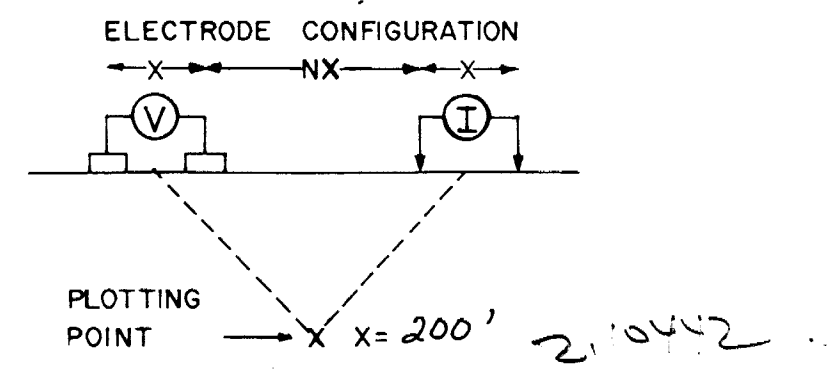 ELECTRODE CONFIGURATION
X NX X
V I
PLOTTING
POINT X X = 200'